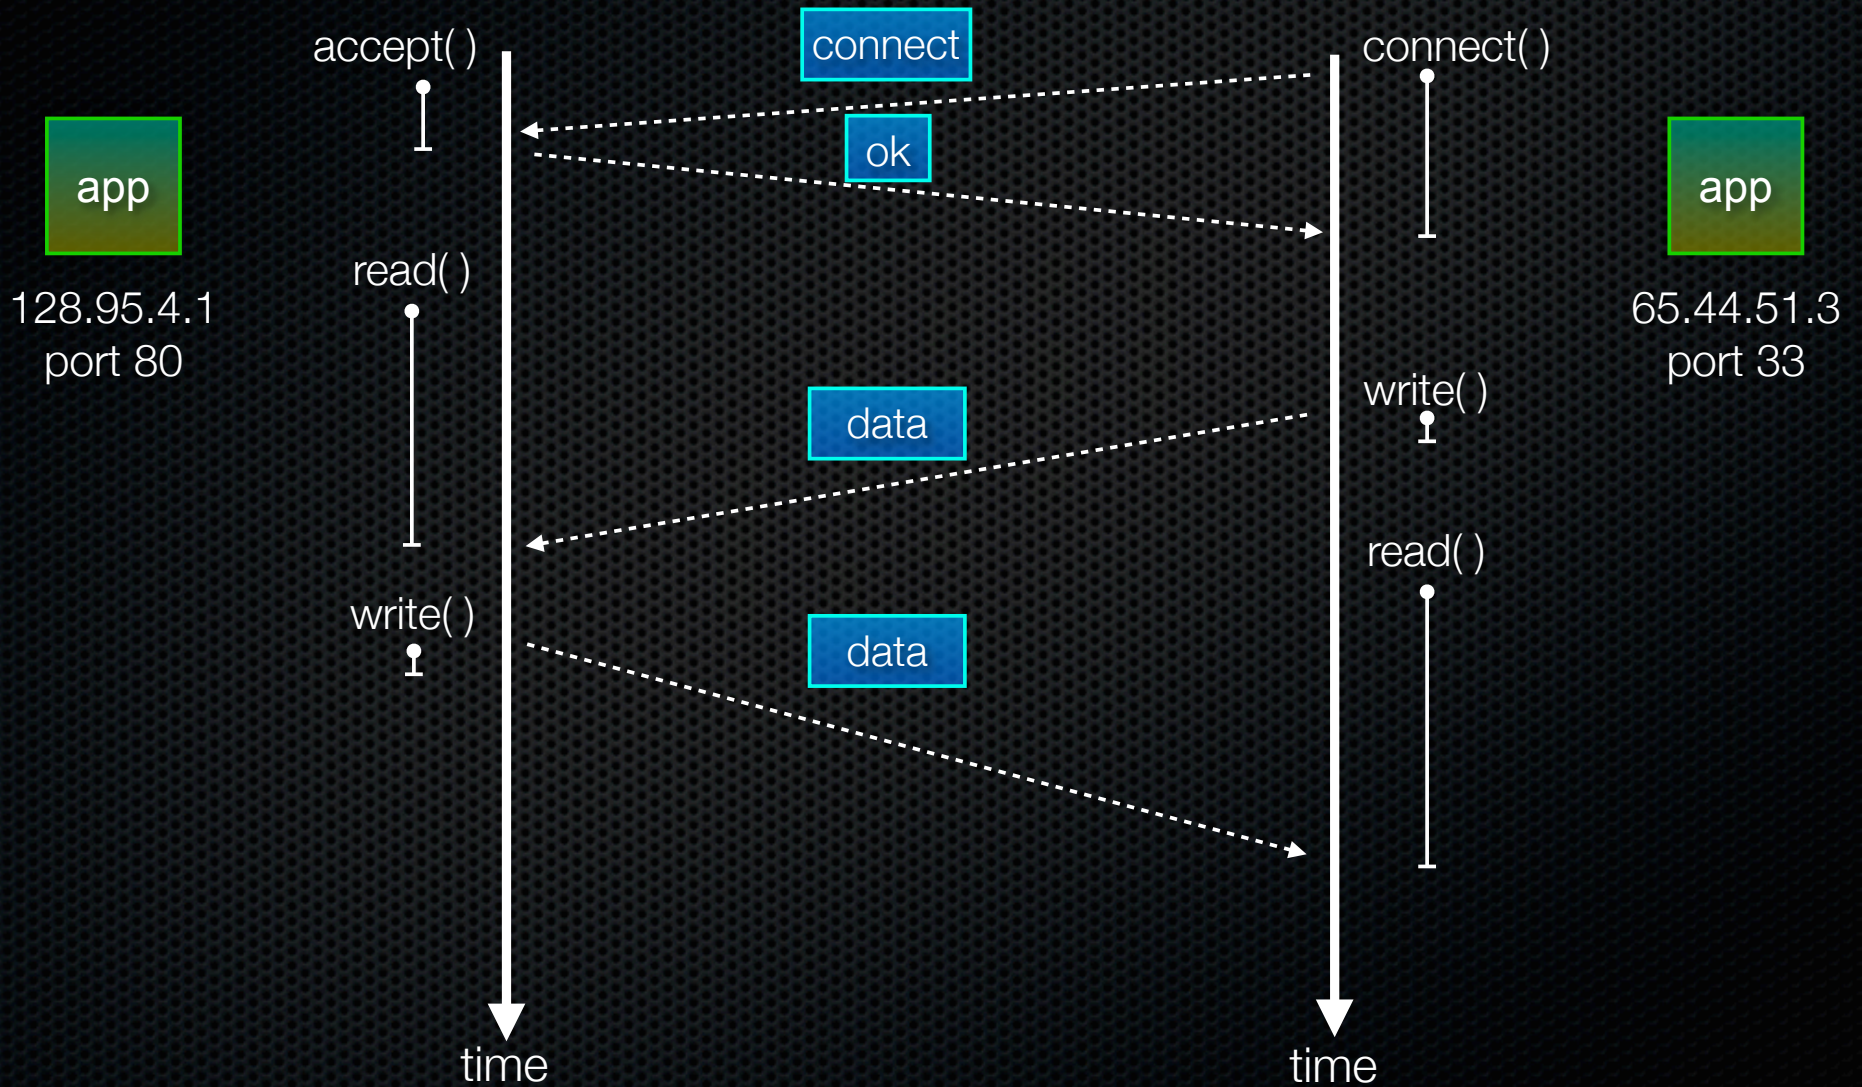 connect
accept( )
connect( )
ok
app
app
read( )
128.95.4.1
port 80
65.44.51.3
port 33
write( )
data
read( )
write( )
data
time
time